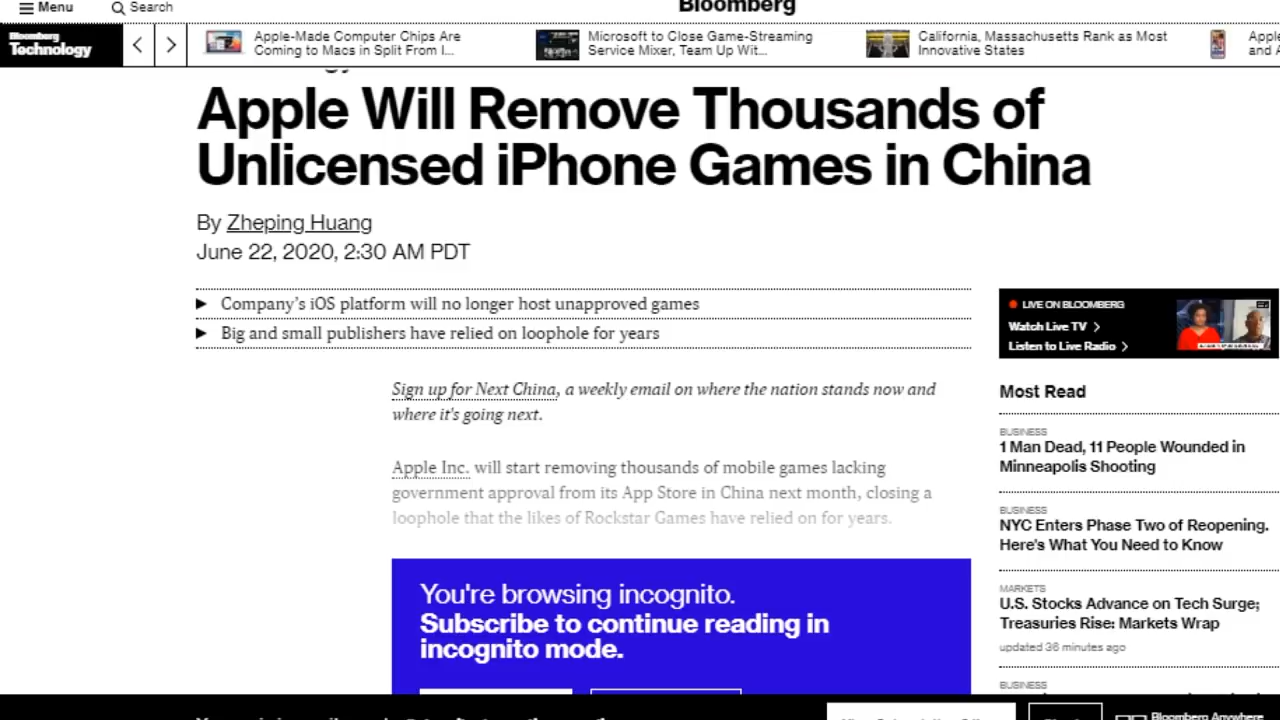 Menu
Search
Bloomberg
Bloomberg
Technology
Apple-Made Computer Chips Are
Coming to Macs in Split From I...
Microsoft to Close Game-Streaming
Service Mixer, Team Up Wit...
California, Massachusetts Rank as Most
Innovative States
Apple Will Remove Thousands of
Unlicensed iPhone Games in China
By Zheping Huang
June 22, 2020, 2:30 AM PDT
Company's iOS platform will no longer host unapproved games
Big and small publishers have relied on loophole for years
Sign up for Next China, a weekly email on where the nation stands now and
where it's going next.
Apple Inc. will start removing thousands of mobile games lacking
government approval from its App Store in China next month, closing a
loophole that the likes of Rockstar Games have relied on for years.
You're browsing incognito.
Subscribe to continue reading in
incognito mode.
LIVE ON BLOOMBERG
Watch Live TV
Listen to Live Radio
Most Read
BUSINESS
1 Man Dead, 11 People Wounded in
Minneapolis Shooting
BUSINESS
NYC Enters Phase Two of Reopening.
Here's What You Need to Know
MARKETS
U.S. Stocks Advance on Tech Surge;
Treasuries Rise: Markets Wrap
updated 36 minutes ago
BUSINESS
Bloomberg Anywhere